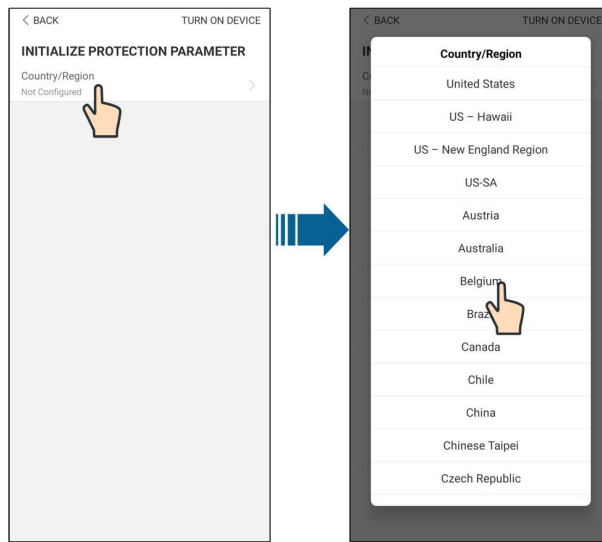 BACK
TURN ON DEVICE
INITIALIZE PROTECTION PARAMETER
Country/Region
Not Configured
BACK
TURN ON DEVICE
Country/Region
United States
US – Hawaii
US – New England Region
US-SA
Austria
Australia
Belgium
Canada
Chile
China
Chinese Taipei
Czech Republic